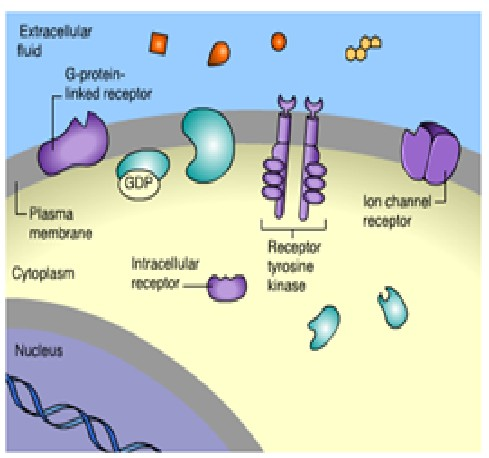 Extracellular
fluid
G-protein-
linked receptor
GDP
Plasma
membrane
Ion channel
receptor
Receptor
tyrosine
kinase
Intracellular
receptor
Cytoplasm
Nucleus